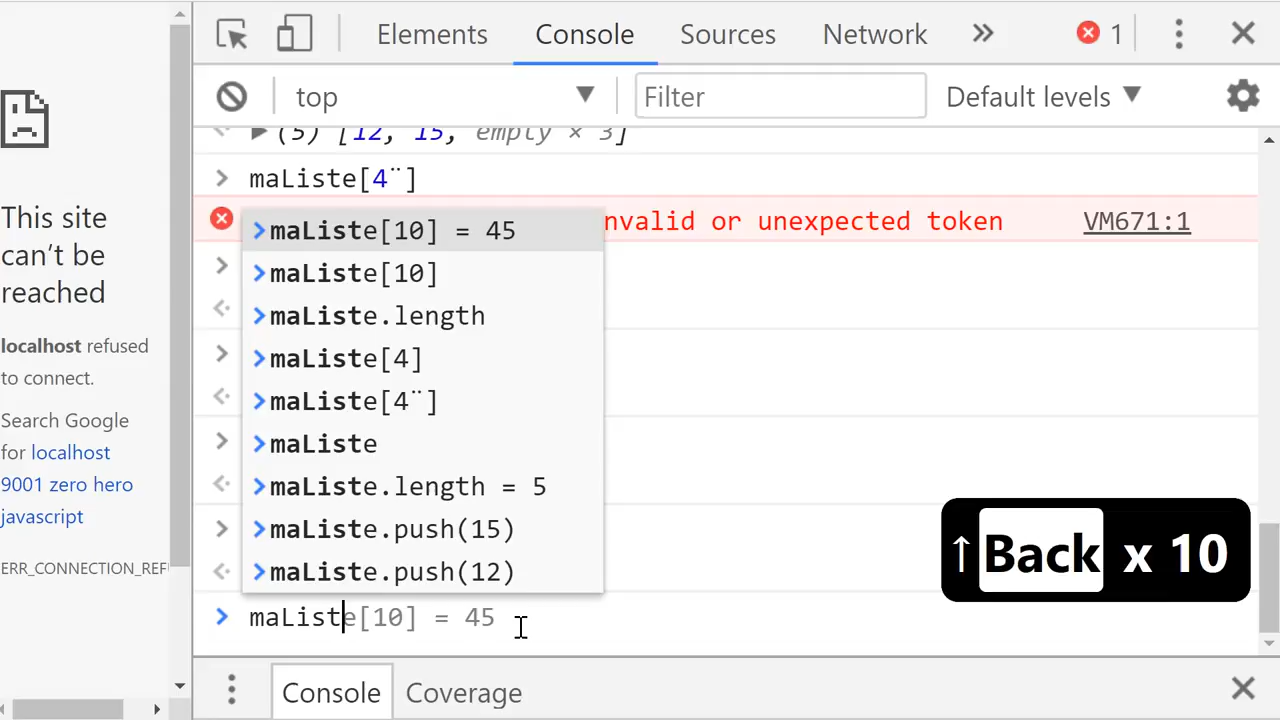 Elements Console Sources Network » 1
top Filter Default levels
(5) [12, 15, empty × 3]
> maListe[4¨]
nvalid or unexpected token VM671:1
This site
can’t be
reached
localhost refused
to connect.
Search Google
for localhost
9001 zero hero
javascript
ERR_CONNECTION_REF
>maListe[10] = 45
>maListe[10]
>maListe.length
>maListe[4]
>maListe[4¨]
>maListe
>maListe.length = 5
>maListe.push(15)
>maListe.push(12)
> maListe[10] = 45
↑Back x 10
Console Coverage